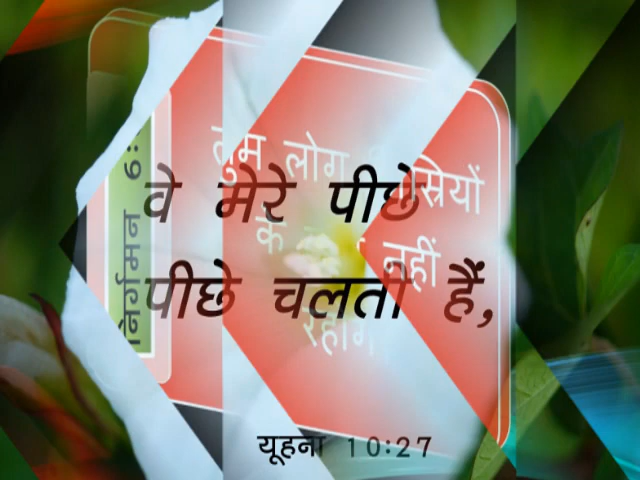 वे मेरे पीछे
पीछे चलती हैं,
यूहना 10:27
तुम लोग
के नहीं
निर्गमन 6: